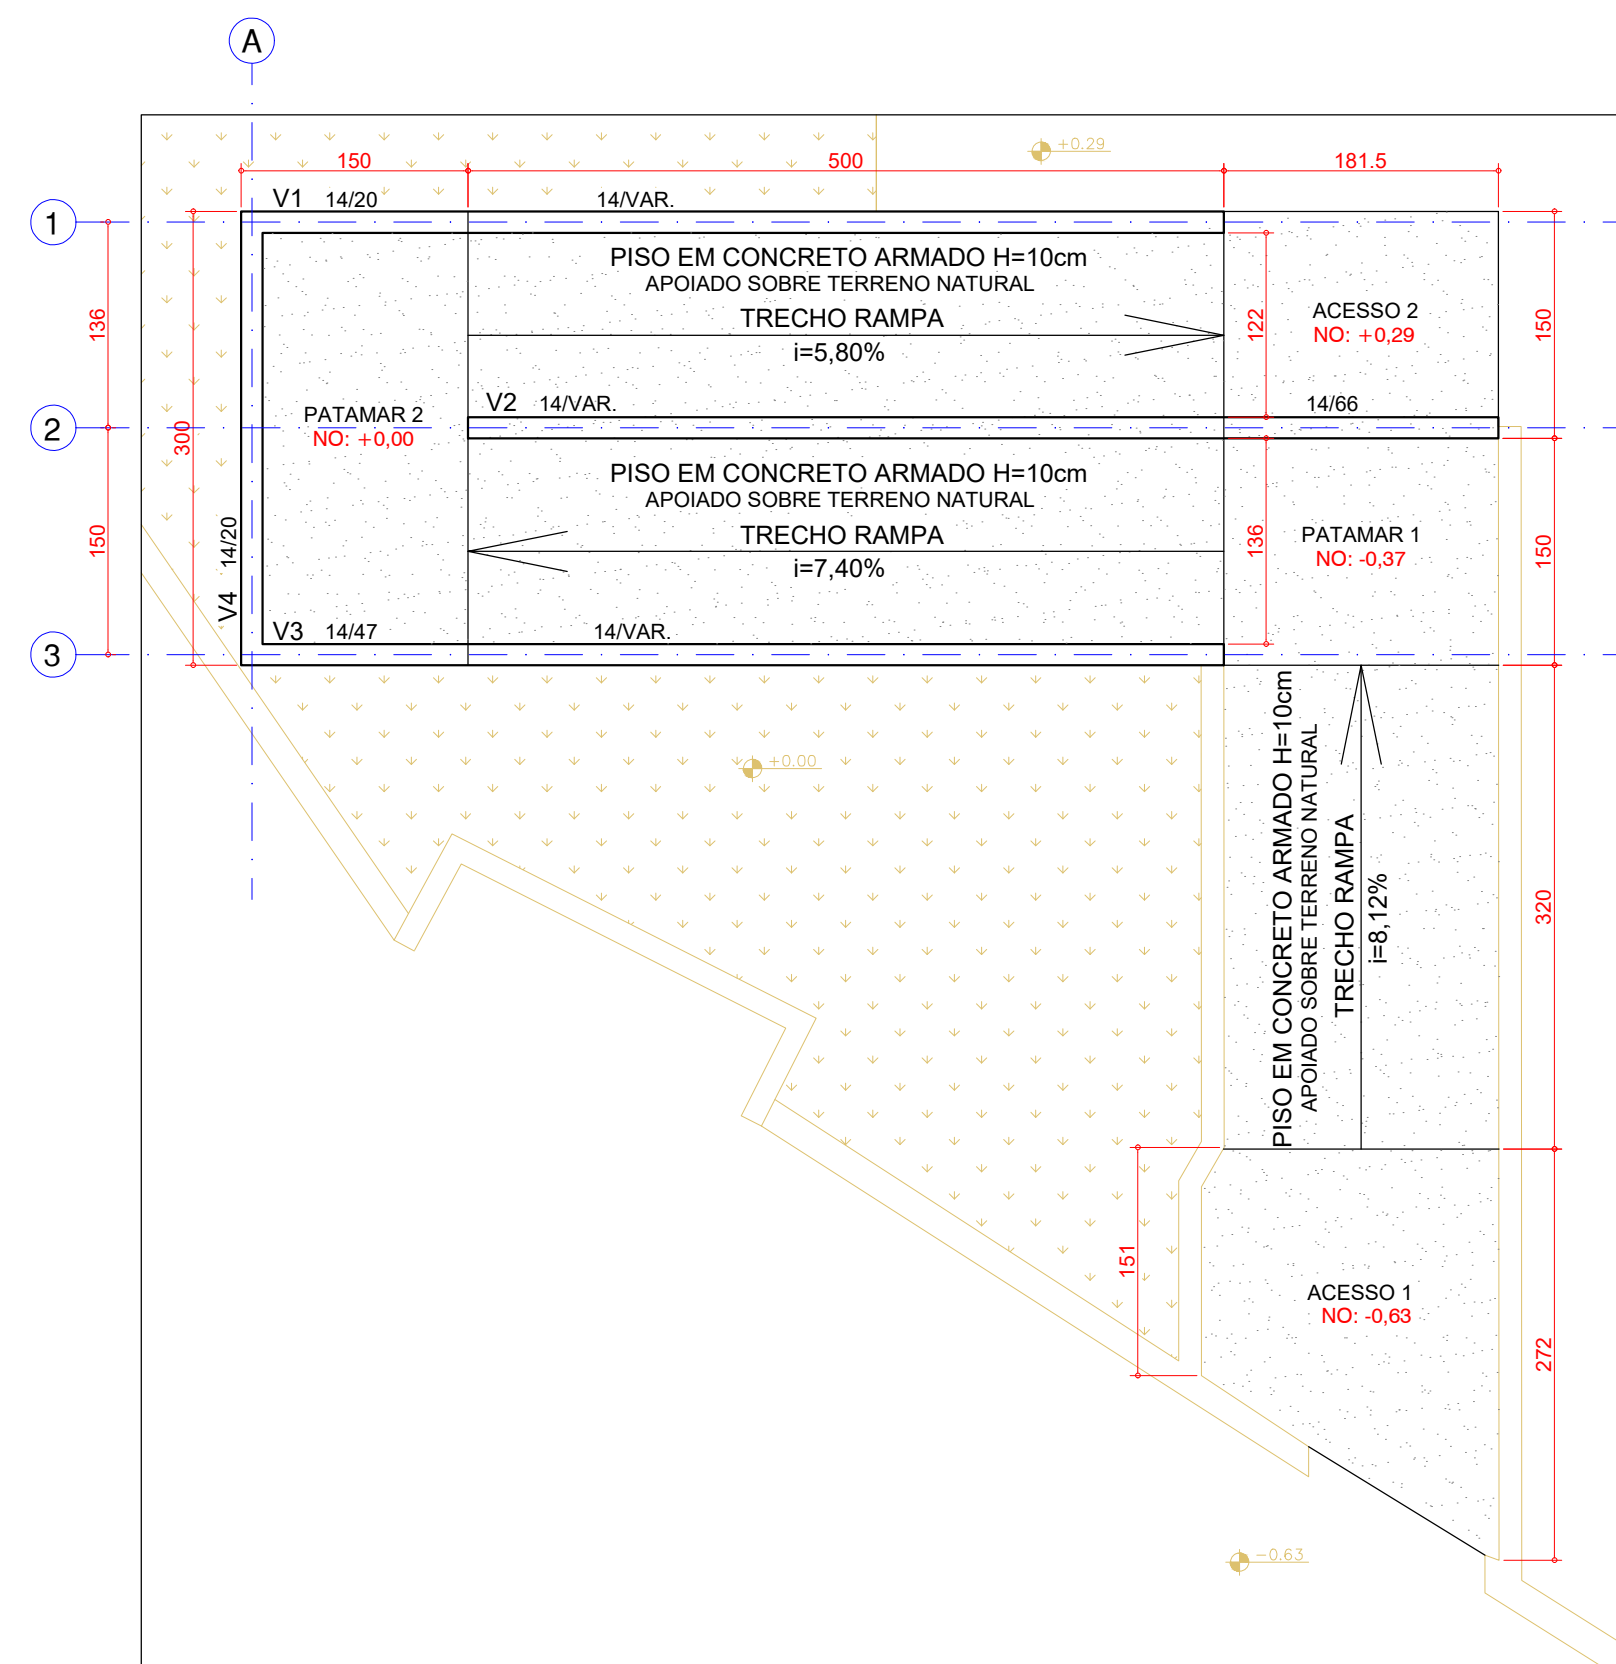 A
+0.29
150
500
181.5
V1 14/20 14/VAR.
1
PISO EM CONCRETO ARMADO H=10cm
APOIADO SOBRE TERRENO NATURAL
TRECHO RAMPA
i=5,80%
136
122
ACESSO 2
NO: +0,29
150
V2 14/VAR. 14/66
PATAMAR 2
NO: +0,00
2
300
PISO EM CONCRETO ARMADO H=10cm
APOIADO SOBRE TERRENO NATURAL
TRECHO RAMPA
i=7,40%
150
V4 14/20
136
PATAMAR 1
NO: -0,37
150
V3 14/47 14/VAR.
3
+0.00
PISO EM CONCRETO ARMADO H=10cm
APOIADO SOBRE TERRENO NATURAL
TRECHO RAMPA
i=8,12%
320
151
ACESSO 1
NO: -0,63
272
-0.63